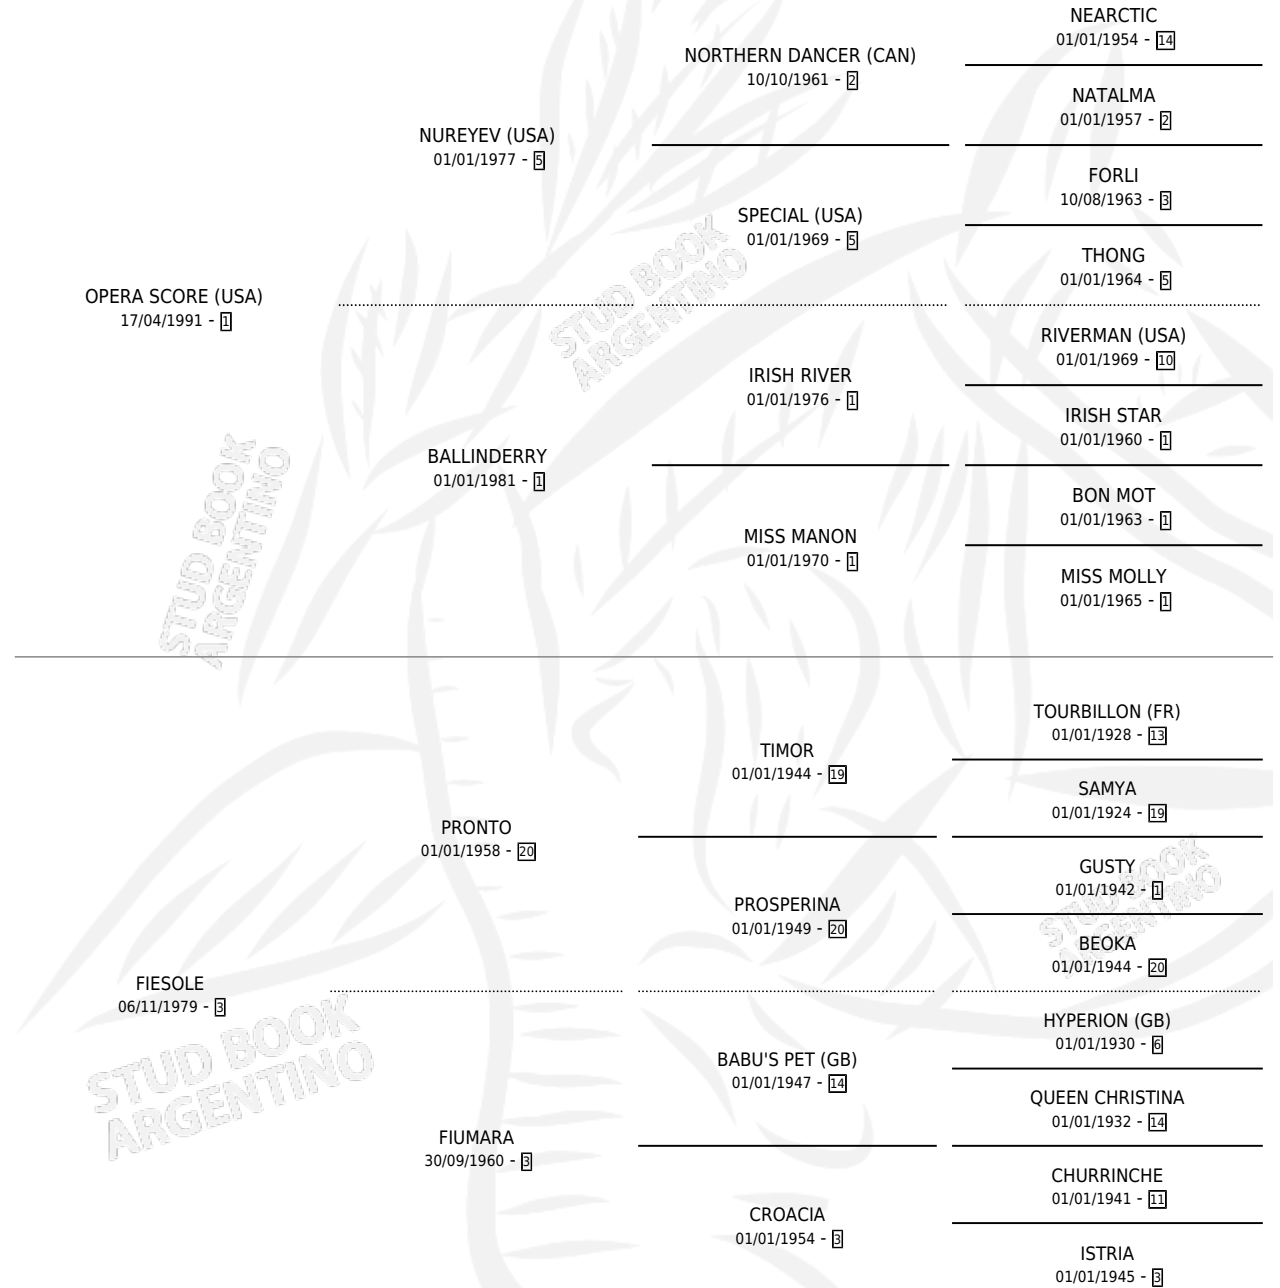 NEARCTIC
01/01/1954 - 14
NORTHERN DANCER (CAN)
10/10/1961 - 2
NATALMA
01/01/1957 - 2
NUREYEV (USA)
01/01/1977 - 5
FORLI
10/08/1963 - 3
SPECIAL (USA)
01/01/1969 - 5
THONG
01/01/1964 - 5
OPERA SCORE (USA)
17/04/1991 - 1
RIVERMAN (USA)
01/01/1969 - 10
IRISH RIVER
01/01/1976 - 1
IRISH STAR
01/01/1960 - 1
BALLINDERRY
01/01/1981 - 1
BON MOT
01/01/1963 - 1
MISS MANON
01/01/1970 - 1
MISS MOLLY
01/01/1965 - 1
TOURBILLON (FR)
01/01/1928 - 13
TIMOR
01/01/1944 - 19
SAMYA
01/01/1924 - 19
PRONTO
01/01/1958 - 20
GUSTY
01/01/1942 - 1
PROSPERINA
01/01/1949 - 20
BEOKA
01/01/1944 - 20
FIESOLE
06/11/1979 - 3
HYPERION (GB)
01/01/1930 - 6
BABU'S PET (GB)
01/01/1947 - 14
QUEEN CHRISTINA
01/01/1932 - 14
FIUMARA
30/09/1960 - 3
CHURRINCHE
01/01/1941 - 11
CROACIA
01/01/1954 - 3
ISTRIA
01/01/1945 - 3
STUD BOOK
ARGENTINO
STUD BOOK
ARGENTINO
STUD BOOK
ARGENTINO
STUD BOOK
ARGENTINO